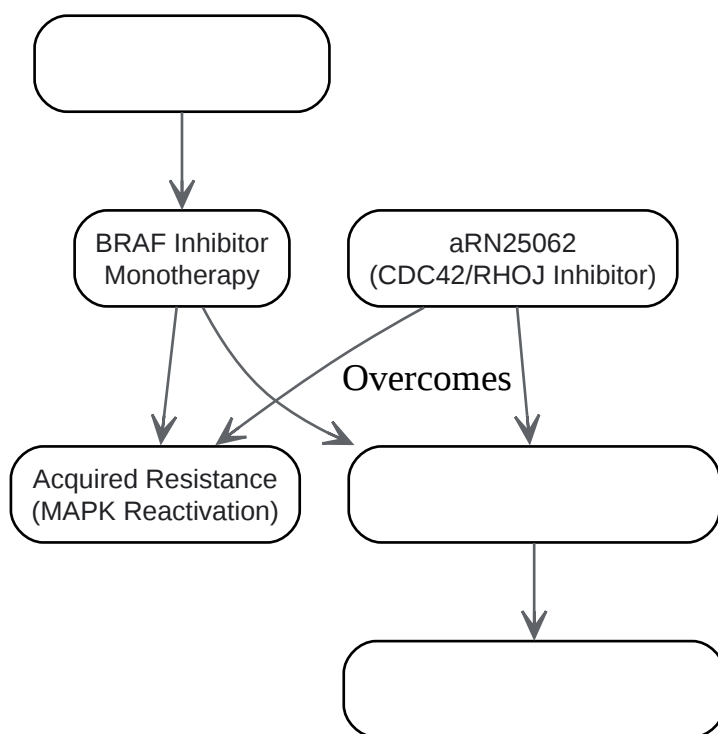 BRAF Inhibitor
Monotherapy
aRN25062
(CDC42/RHOJ Inhibitor)
Overcomes
Acquired Resistance
(MAPK Reactivation)